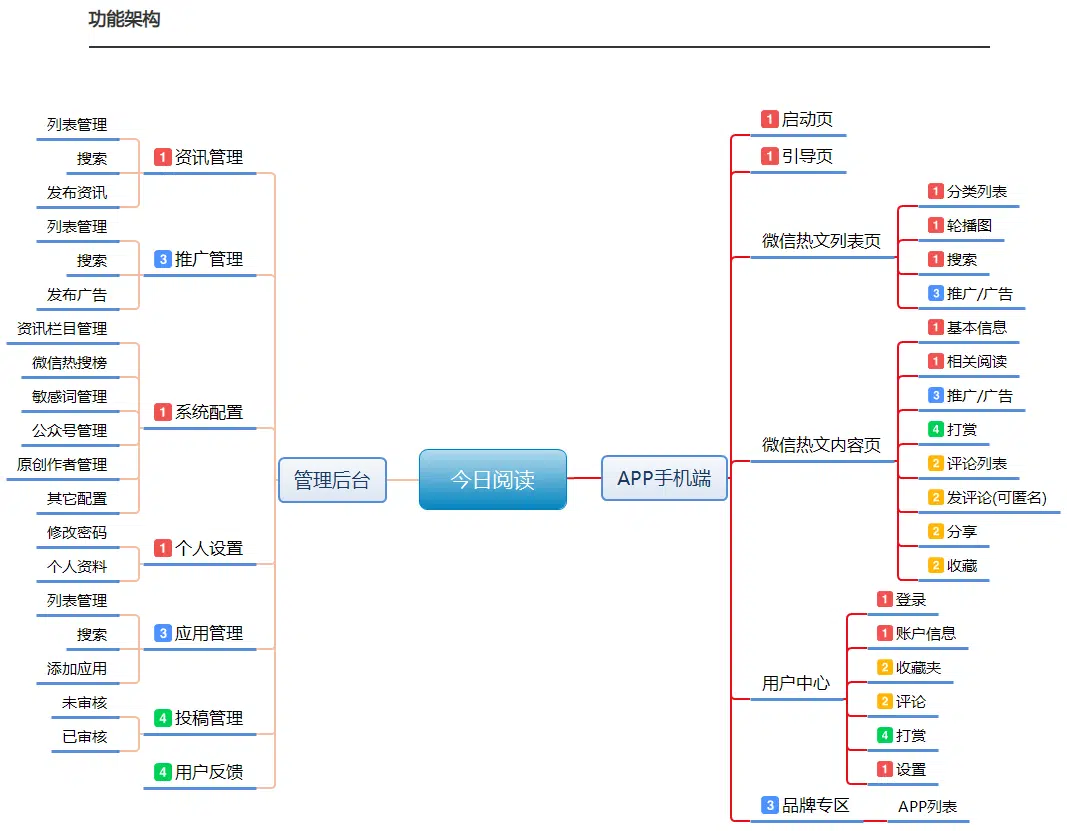 功能架构
今日阅读
管理后台
1 资讯管理
列表管理
搜索
发布资讯
3 推广管理
列表管理
搜索
发布广告
1 系统配置
资讯栏目管理
微信热搜榜
敏感词管理
公众号管理
原创作者管理
其它配置
1 个人设置
修改密码
个人资料
3 应用管理
列表管理
搜索
添加应用
4 投稿管理
未审核
已审核
4 用户反馈
APP手机端
1 启动页
1 引导页
微信热文列表页
1 分类列表
1 轮播图
1 搜索
3 推广/广告
微信热文内容页
1 基本信息
1 相关阅读
3 推广/广告
4 打赏
2 评论列表
2 发评论(可匿名)
2 分享
2 收藏
用户中心
1 登录
1 账户信息
2 收藏夹
2 评论
4 打赏
1 设置
3 品牌专区
APP列表